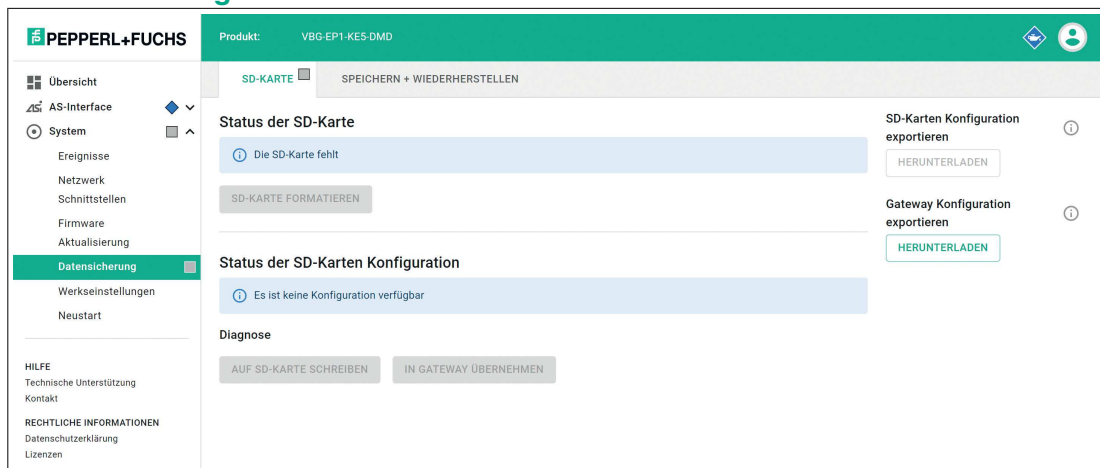 PEPPERL+FUCHS
Produkt: VBG-EP1-KE5-DMD
Übersicht
AS-Interface
System
Ereignisse
Netzwerk
Schnittstellen
Firmware
Aktualisierung
Datensicherung
Werkseinstellungen
Neustart
HILFE
Technische Unterstützung
Kontakt
RECHTLICHE INFORMATIONEN
Datenschutzerklärung
Lizenzen
SD-KARTE
SPEICHERN + WIEDERHERSTELLEN
Status der SD-Karte
Die SD-Karte fehlt
SD-KARTE FORMATIEREN
Status der SD-Karten Konfiguration
Es ist keine Konfiguration verfügbar
Diagnose
AUF SD-KARTE SCHREIBEN
IN GATEWAY ÜBERNEHMEN
SD-Karten Konfiguration
exportieren
HERUNTERLADEN
Gateway Konfiguration
exportieren
HERUNTERLADEN